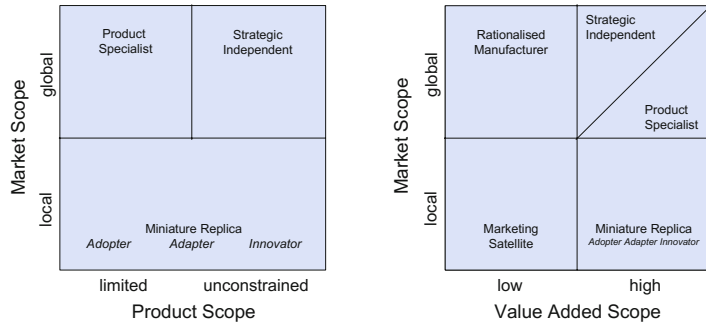 Market Scope
global
local
Product
Specialist
Strategic
Independent
Miniature Replica
Adopter Adapter Innovator
limited unconstrained
Product Scope
Market Scope
global
local
Rationalised
Manufacturer
Strategic
Independent
Product
Specialist
Marketing
Satellite
Miniature Replica
Adopter Adapter Innovator
low high
Value Added Scope